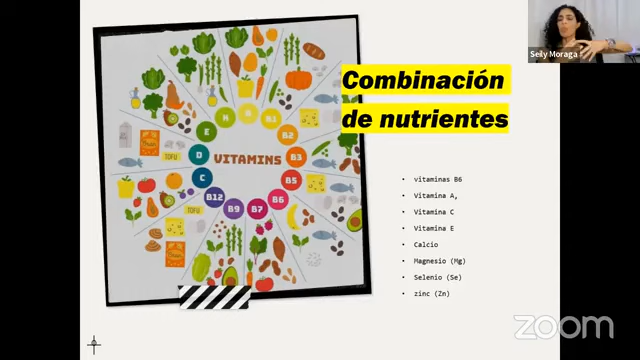 Combinación
de nutrientes
Seily Moraga
VITAMINS
A
B1
B2
B3
B5
B6
B7
B9
B12
C
D
E
TOFU
TOFU
• vitaminas B6
• Vitamina A,
• Vitamina C
• Vitamina E
• Calcio
• Magnesio (Mg)
• Selenio (Se)
• zinc (Zn)
zoom